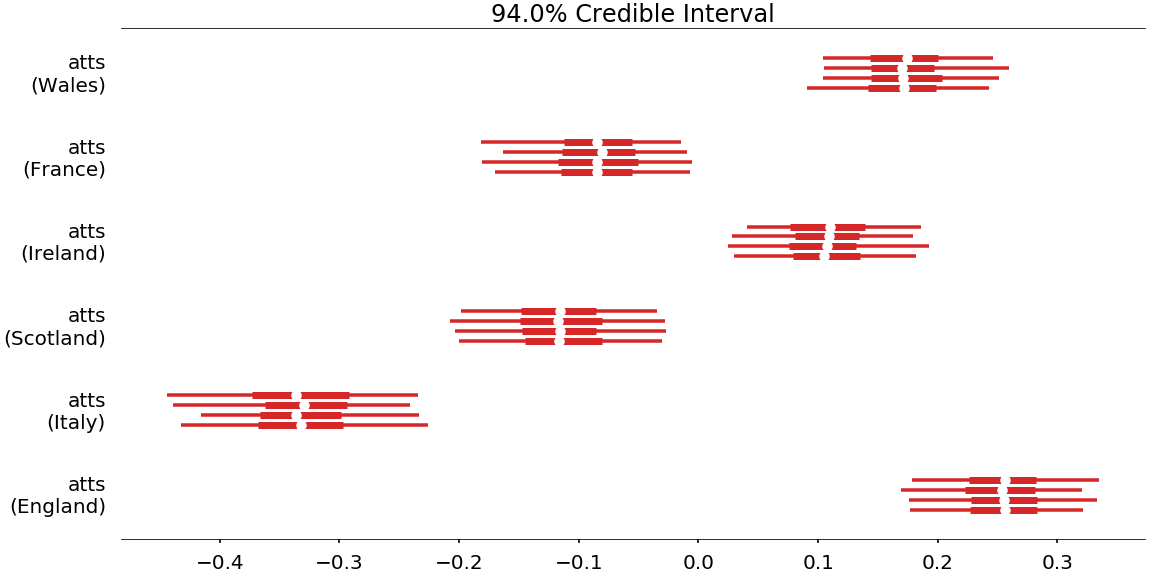 94.0% Credible Interval
atts
(Wales)
atts
(France)
atts
(Ireland)
atts
(Scotland)
atts
(Italy)
atts
(England)
−0.4 −0.3 −0.2 −0.1 0.0 0.1 0.2 0.3